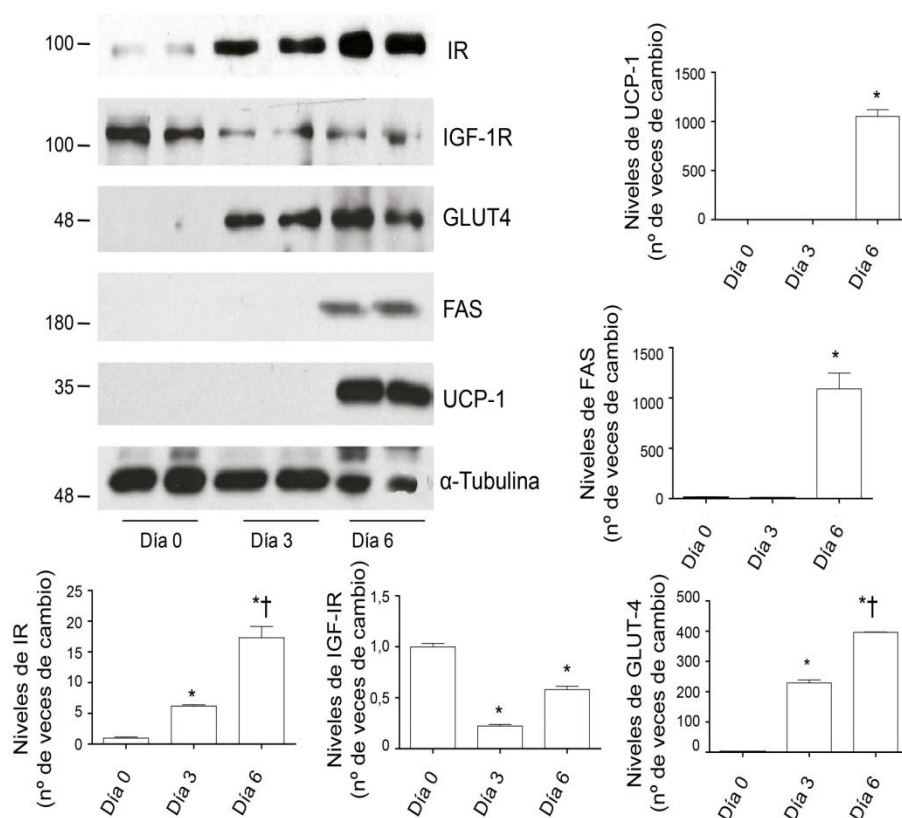 100 –
IR
100 –
IGF-1R
48 –
GLUT4
180 –
FAS
35 –
UCP-1
48 –
α-Tubulina
Día 0
Día 3
Día 6
Niveles de UCP-1
(nº de veces de cambio)
1500
1000
500
0
*
Día 0
Día 3
Día 6
Niveles de FAS
(nº de veces de cambio)
1500
1000
500
0
*
Día 0
Día 3
Día 6
Niveles de IR
(nº de veces de cambio)
25
20
15
10
5
0
*
*†
Día 0
Día 3
Día 6
Niveles de IGF-IR
(nº de veces de cambio)
1,5
1,0
0,5
0
*
*
Día 0
Día 3
Día 6
Niveles de GLUT-4
(nº de veces de cambio)
500
400
300
200
100
0
*
*†
Día 0
Día 3
Día 6